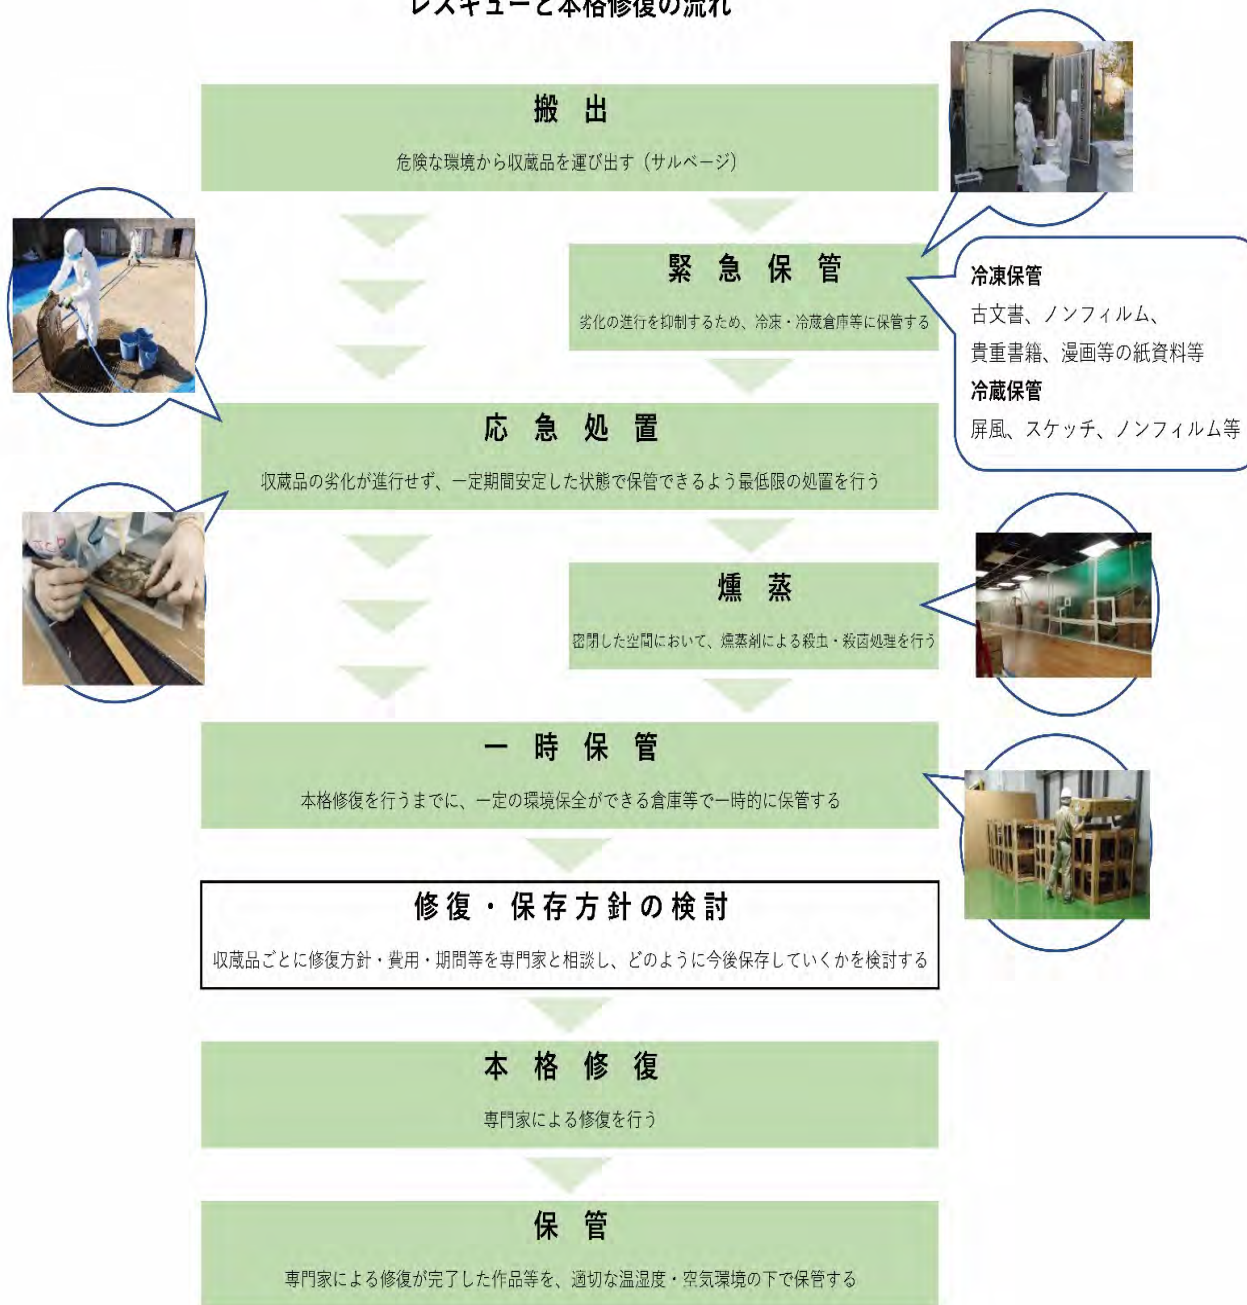 レスキューと本格修復の流れ
搬出
危険な環境から収蔵品を運び出す（サルベージ）
緊急保管
劣化の進行を抑制するため、冷凍・冷蔵倉庫等に保管する
冷凍保管
古文書、ノンフィルム、
貴重書籍、漫画等の紙資料等
冷蔵保管
屏風、スケッチ、ノンフィルム等
応急処置
収蔵品の劣化が進行せず、一定期間安定した状態で保管できるよう最低限の処置を行う
燻蒸
密閉した空間において、燻蒸剤による殺虫・殺菌処理を行う
一時保管
本格修復を行うまでに、一定の環境保全ができる倉庫等で一時的に保管する
修復・保存方針の検討
収蔵品ごとに修復方針・費用・期間等を専門家と相談し、どのように今後保存していくかを検討する
本格修復
専門家による修復を行う
保管
専門家による修復が完了した作品等を、適切な温湿度・空気環境の下で保管する